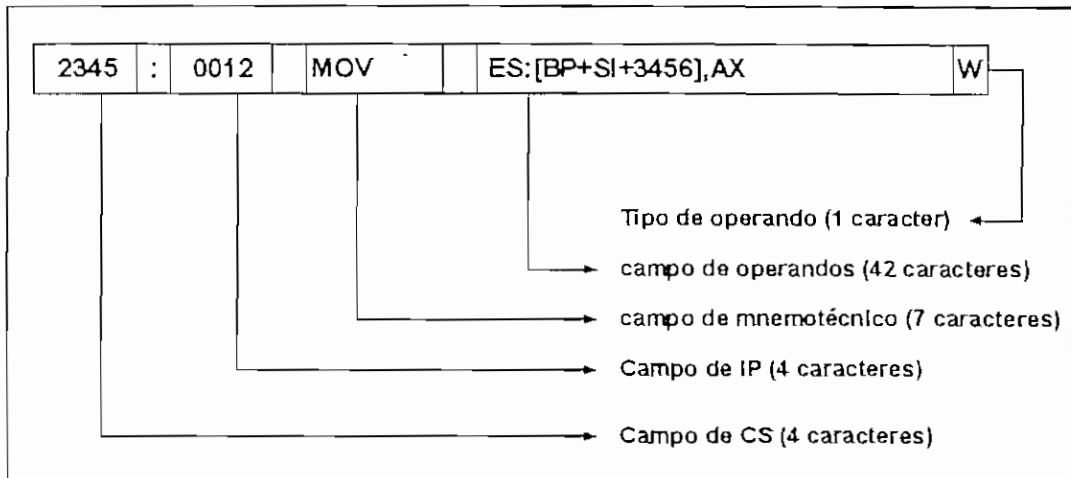 2345 : 0012 MOV ES:[BP+SI+3456],AX W
Tipo de operando (1 caracter)
campo de operandos (42 caracteres)
campo de mnemotécnico (7 caracteres)
Campo de IP (4 caracteres)
Campo de CS (4 caracteres)